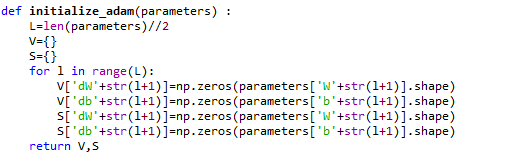 def initialize_adam(parameters) :
    L=len(parameters)//2
    V={}
    S={}
    for l in range(L):
        V['dW'+str(l+1)]=np.zeros(parameters['W'+str(l+1)].shape)
        V['db'+str(l+1)]=np.zeros(parameters['b'+str(l+1)].shape)
        S['dW'+str(l+1)]=np.zeros(parameters['W'+str(l+1)].shape)
        S['db'+str(l+1)]=np.zeros(parameters['b'+str(l+1)].shape)
    return V,S